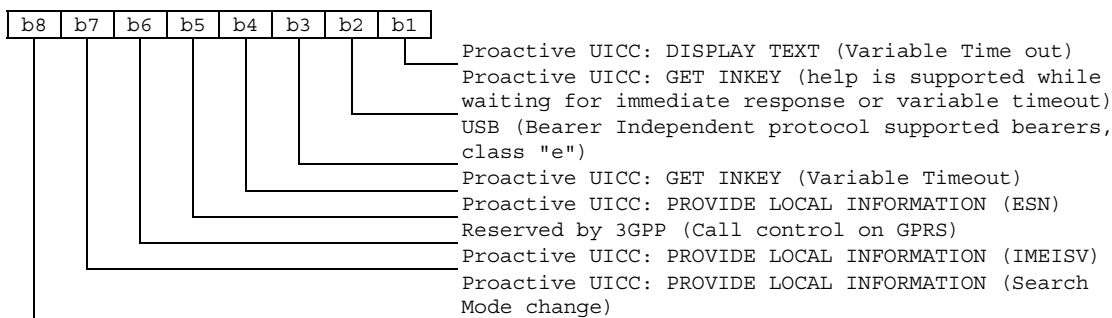 b8 b7 b6 b5 b4 b3 b2 b1
Proactive UICC: DISPLAY TEXT (Variable Time out)
Proactive UICC: GET INKEY (help is supported while
waiting for immediate response or variable timeout)
USB (Bearer Independent protocol supported bearers,
class "e")
Proactive UICC: GET INKEY (Variable Timeout)
Proactive UICC: PROVIDE LOCAL INFORMATION (ESN)
Reserved by 3GPP (Call control on GPRS)
Proactive UICC: PROVIDE LOCAL INFORMATION (IMEISV)
Proactive UICC: PROVIDE LOCAL INFORMATION (Search
Mode change)